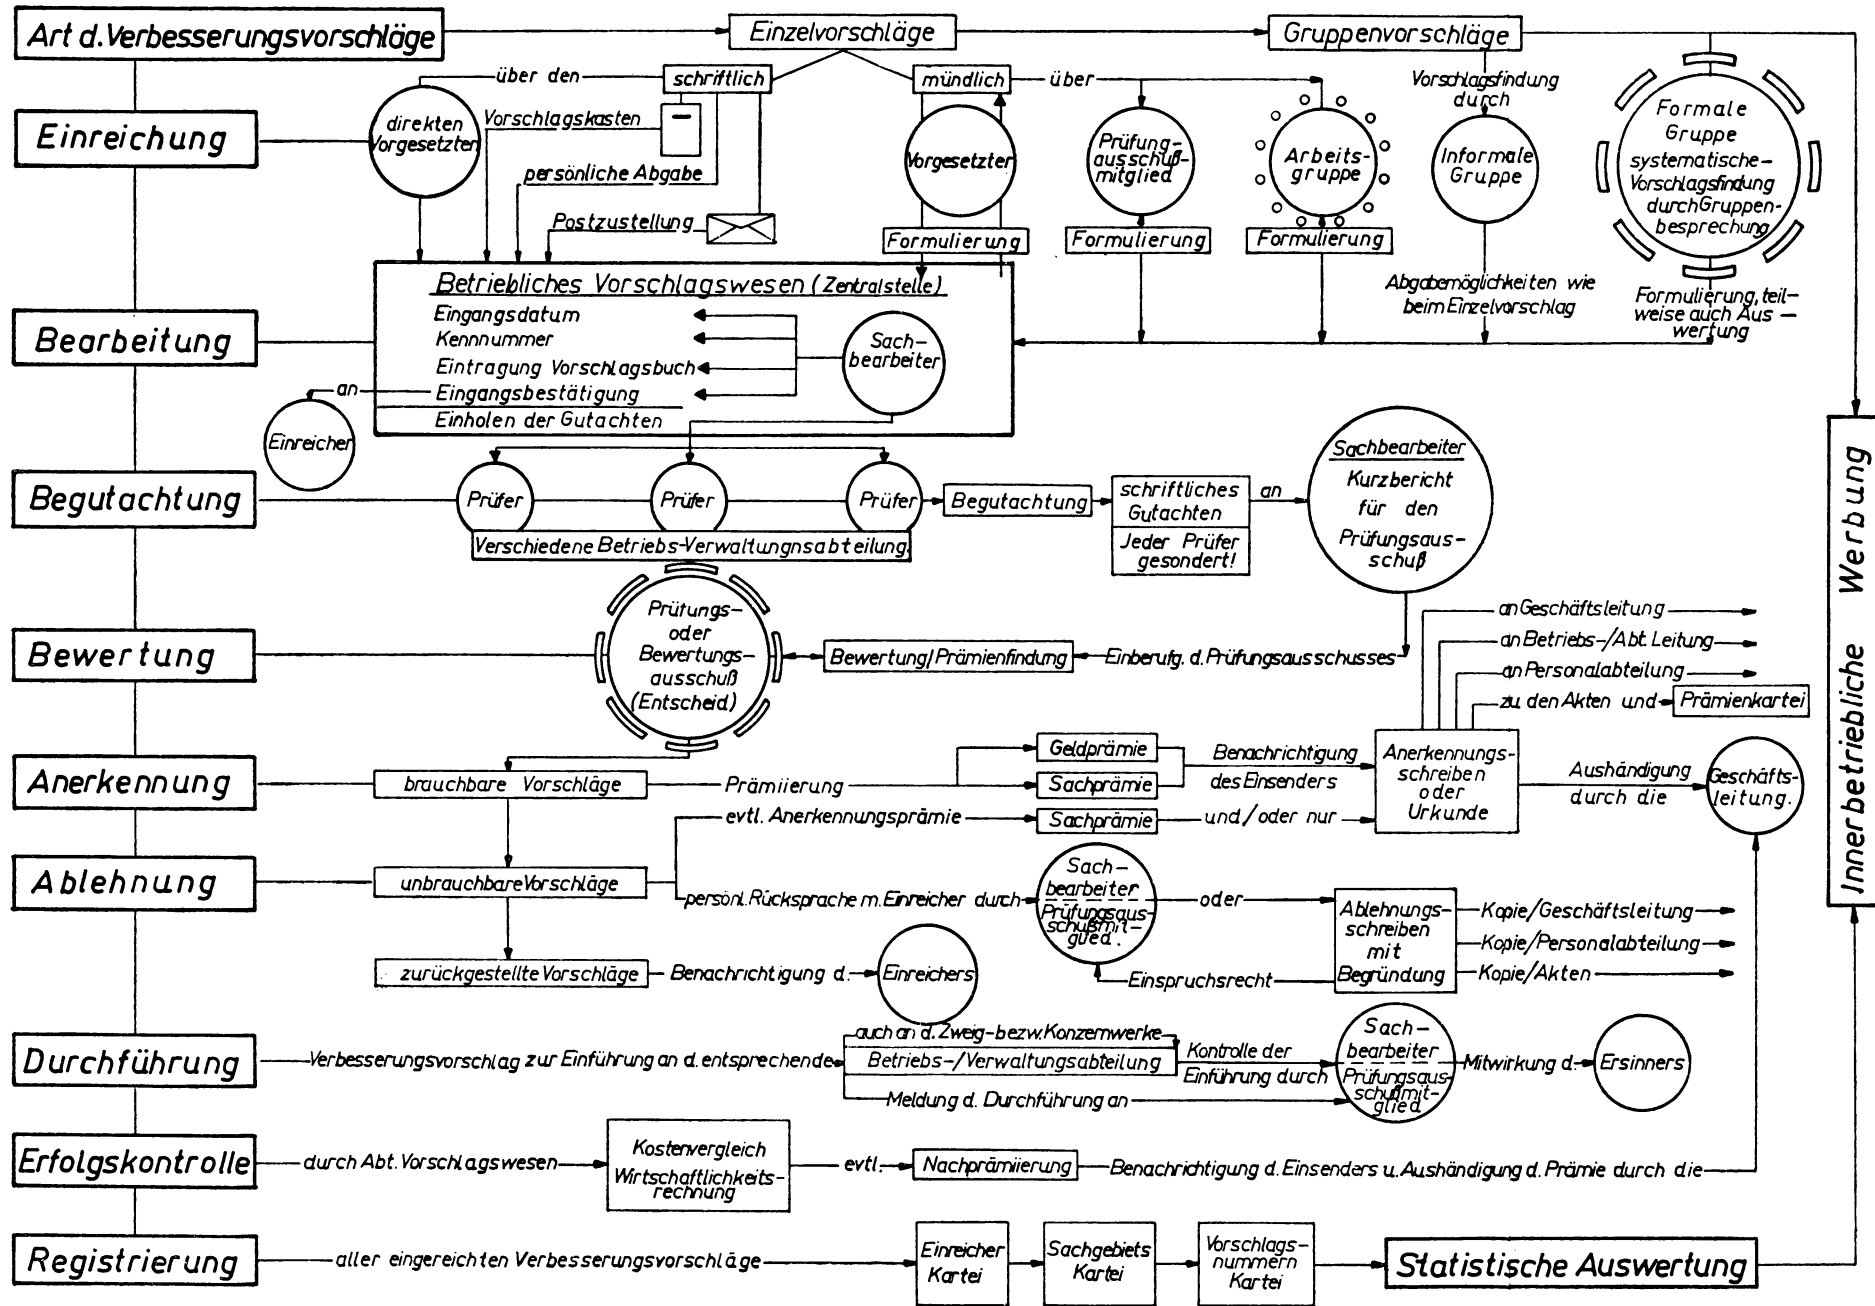 Art d. Verbesserungsvorschläge
Einzelvorschläge
Gruppenvorschläge
über den
schriftlich
mündlich
über
Vorschlagsfindung
durch
Einreichung
direkten
Vorgesetzten
Vorschlagskasten
persönliche Abgabe
Postzustellung
Vorgesetzter
Formulierung
Prüfung-
ausschuß-
mitglied
Formulierung
Arbeits-
gruppe
Formulierung
Informale
Gruppe
Abgabemöglichkeiten wie
beim Einzelvorschlag
Formale
Gruppe
systematische-
Vorschlagsfindung
durch Gruppen-
besprechung
Formulierung, teil-
weise auch Aus-
wertung
Bearbeitung
Betriebliches Vorschlagswesen (Zentralstelle)
Eingangsdatum
Kennnummer
Eintragung Vorschlagsbuch
Eingangsbestätigung
Einholen der Gutachten
Sach-
bearbeiter
an
Einreicher
Begutachtung
Prüfer
Prüfer
Prüfer
Verschiedene Betriebs-Verwaltungnsabteilung.
Begutachtung
schriftliches
Gutachten
Jeder Prüfer
gesondert!
an
Sachbearbeiter
Kurzbericht
für den
Prüfungsaus-
schuß
Bewertung
Prütungs-
oder
Bewertungs-
ausschuß
(Entscheid)
Bewertung/Prämienfindung
Einberufg. d. Prüfungsausschusses
an Geschäftsleitung
an Betriebs-/Abt. Leitung
an Personalabteilung
zu den Akten und
Prämienkartei
Anerkennung
brauchbare Vorschläge
Prämiierung
Geldprämie
Sachprämie
Benachrichtigung
des Einsenders
evtl. Anerkennungsprämie
Sachprämie
und/oder nur
Anerkennungs-
schreiben
oder
Urkunde
Aushändigung
durch die
Geschäfts-
leitung.
Ablehnung
unbrauchbare Vorschläge
persönl. Rücksprache m. Einreicher durch
Sach-
bearbeiter
Prüfungsaus-
schußmit-
glied.
oder
Einspruchsrecht
Ablehnungs-
schreiben
mit
Begründung
Kopie/Geschäftsleitung
Kopie/Personalabteilung
Kopie/Akten
zurückgestellte Vorschläge
Benachrichtigung d.
Einreichers
Durchführung
Verbesserungsvorschlag zur Einführung an d. entsprechende
auch an d. Zweig- bezw. Konzernwerke
Betriebs-/Verwaltungsabteilung
Meldung d. Durchführung an
Kontrolle der
Einführung durch
Sach-
bearbeiter
Prüfungsaus-
schußmit-
glied
Mitwirkung d.
Ersinners
Erfolgskontrolle
durch Abt. Vorschlagswesen
Kostenvergleich
Wirtschaftlichkeits-
rechnung
evtl.
Nachprämiierung
Benachrichtigung d. Einsenders u. Aushändigung d. Prämie durch die
Registrierung
aller eingereichten Verbesserungsvorschläge
Einreicher
Kartei
Sachgebiets
Kartei
Vorschlags-
nummern
Kartei
Statistische Auswertung
Innerbetriebliche Werbung